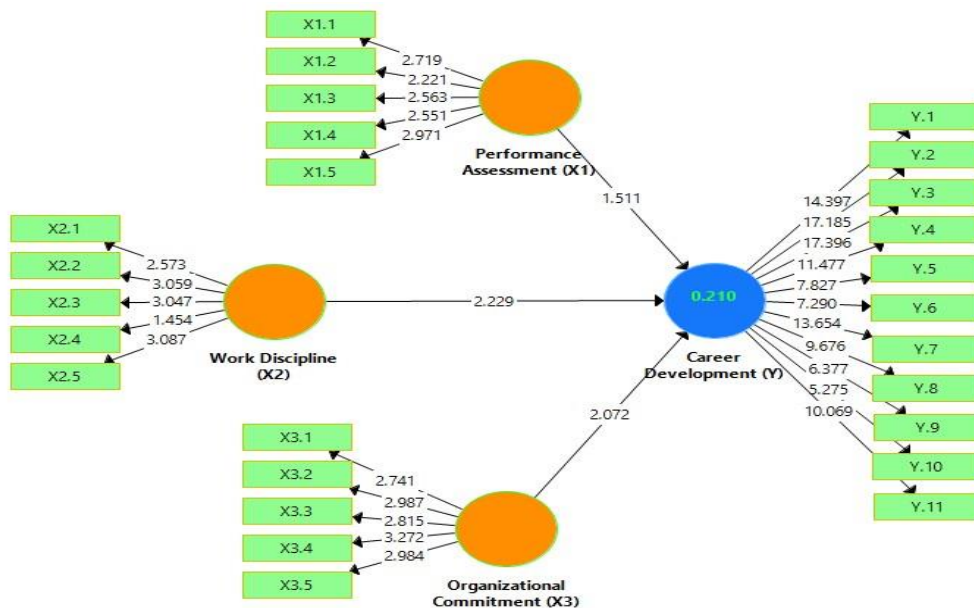 X1.1
X1.2
X1.3
X1.4
X1.5
2.719
2.221
2.563
2.551
2.971
Performance
Assessment (X1)
1.511
X2.1
X2.2
X2.3
X2.4
X2.5
2.573
3.059
3.047
1.454
3.087
Work Discipline
(X2)
2.229
X3.1
X3.2
X3.3
X3.4
X3.5
2.741
2.987
2.815
3.272
2.984
Organizational
Commitment (X3)
2.072
0.210
Career
Development (Y)
14.397
17.185
17.396
11.477
7.827
7.290
13.654
9.676
6.377
5.275
10.069
Y.1
Y.2
Y.3
Y.4
Y.5
Y.6
Y.7
Y.8
Y.9
Y.10
Y.11